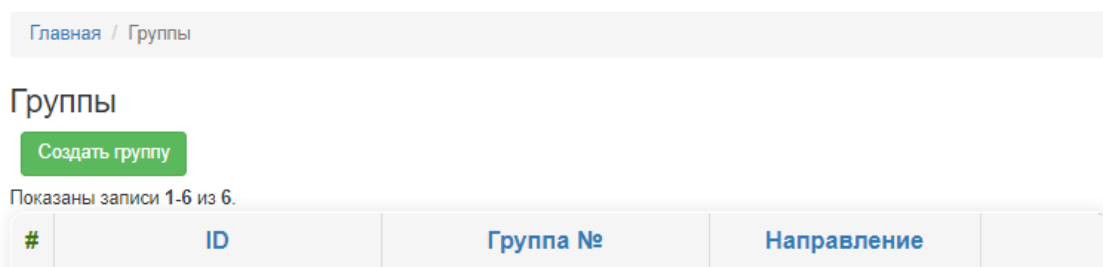 Главная / Группы
Группы
Создать группу
Показаны записи 1-6 из 6.
# ID Группа № Направление